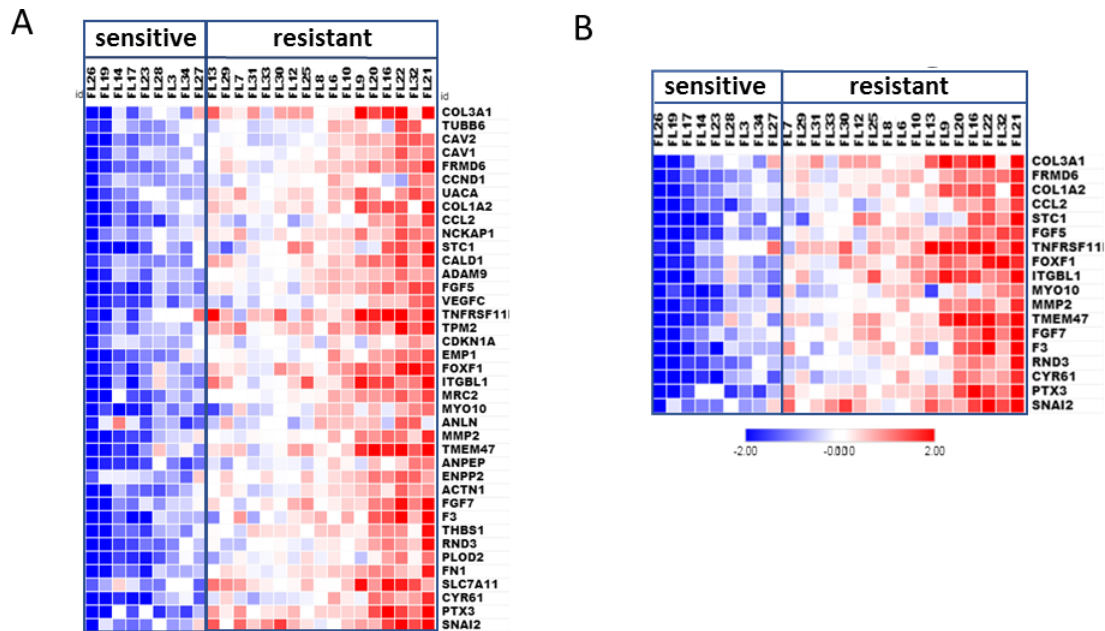 A
sensitive
resistant
id
FL26
FL19
FL14
FL17
FL23
FL28
FL3
FL34
FL27
FL13
FL29
FL7
FL31
FL33
FL30
FL12
FL25
FL8
FL6
FL10
FL9
FL20
FL16
FL22
FL32
FL21
id
COL3A1
TUBB6
CAV2
CAV1
FRMD6
CCND1
UACA
COL1A2
CCL2
NCKAP1
STC1
CALD1
ADAM9
FGF5
VEGFC
TNFRSF11
TPM2
CDKN1A
EMP1
FOXF1
ITGBL1
MRC2
MYO10
ANLN
MMP2
TMEM47
ANPEP
ENPP2
ACTN1
FGF7
F3
THBS1
RND3
PLOD2
FN1
SLC7A11
CYR61
PTX3
SNAI2
B
sensitive
resistant
FL26
FL19
FL17
FL14
FL23
FL28
FL3
FL34
FL27
L7
FL29
FL31
FL33
FL30
FL12
FL25
FL8
FL6
FL10
FL13
FL9
FL20
FL16
FL22
FL32
FL21
COL3A1
FRMD6
COL1A2
CCL2
STC1
FGF5
TNFRSF11
FOXF1
ITGBL1
MYO10
MMP2
TMEM47
FGF7
F3
RND3
CYR61
PTX3
SNAI2
-2.00
2.00